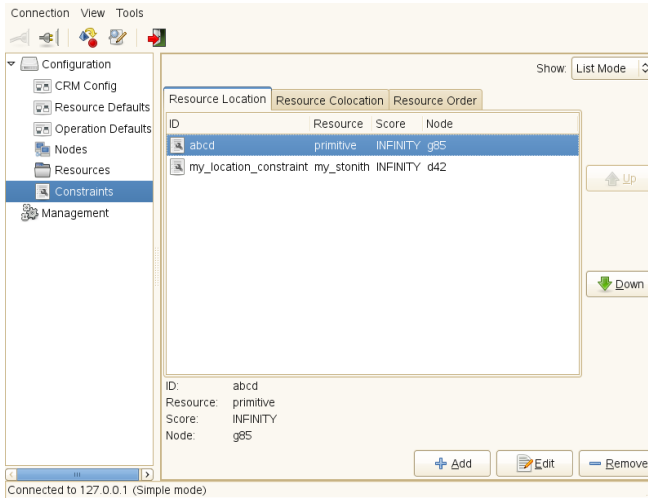 Connection View Tools
Show: List Mode
Configuration
CRM Config
Resource Defaults
Operation Defaults
Nodes
Resources
Constraints
Management
Resource Location Resource Colocation Resource Order
ID Resource Score Node
abcd primitive INFINITY g85
my_location_constraint my_stonith INFINITY d42
Up
Down
ID: abcd
Resource: primitive
Score: INFINITY
Node: g85
Add Edit Remove
Connected to 127.0.0.1 (Simple mode)